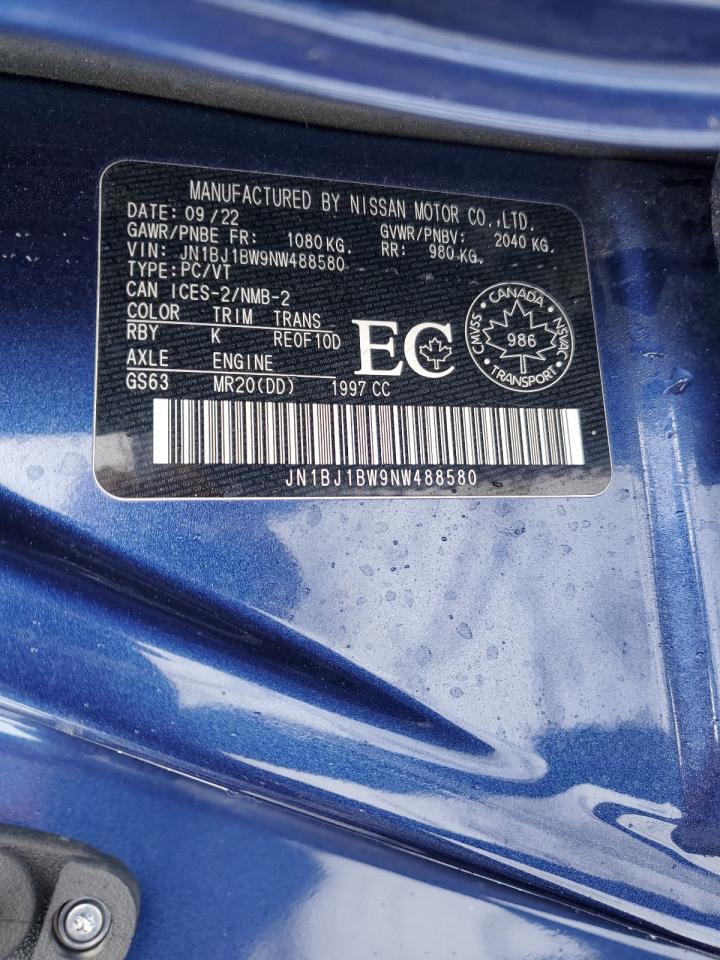 MANUFACTURED BY NISSAN MOTOR CO.,LTD.
DATE: 09/22
GAWR/PNBE FR: 1080 KG. GVWR/PNBV: 2040 KG.
VIN: JN1BJ1BW9NW488580 RR: 980 KG.
TYPE: PC/VT
CAN ICES-2/NMB-2
COLOR TRIM TRANS
RBY K RE0F10D
AXLE ENGINE
GS63 MR20(DD) 1997 CC
EC
CANADA
CMVSS 986 NSVAC
TRANSPORT
JN1BJ1BW9NW488580